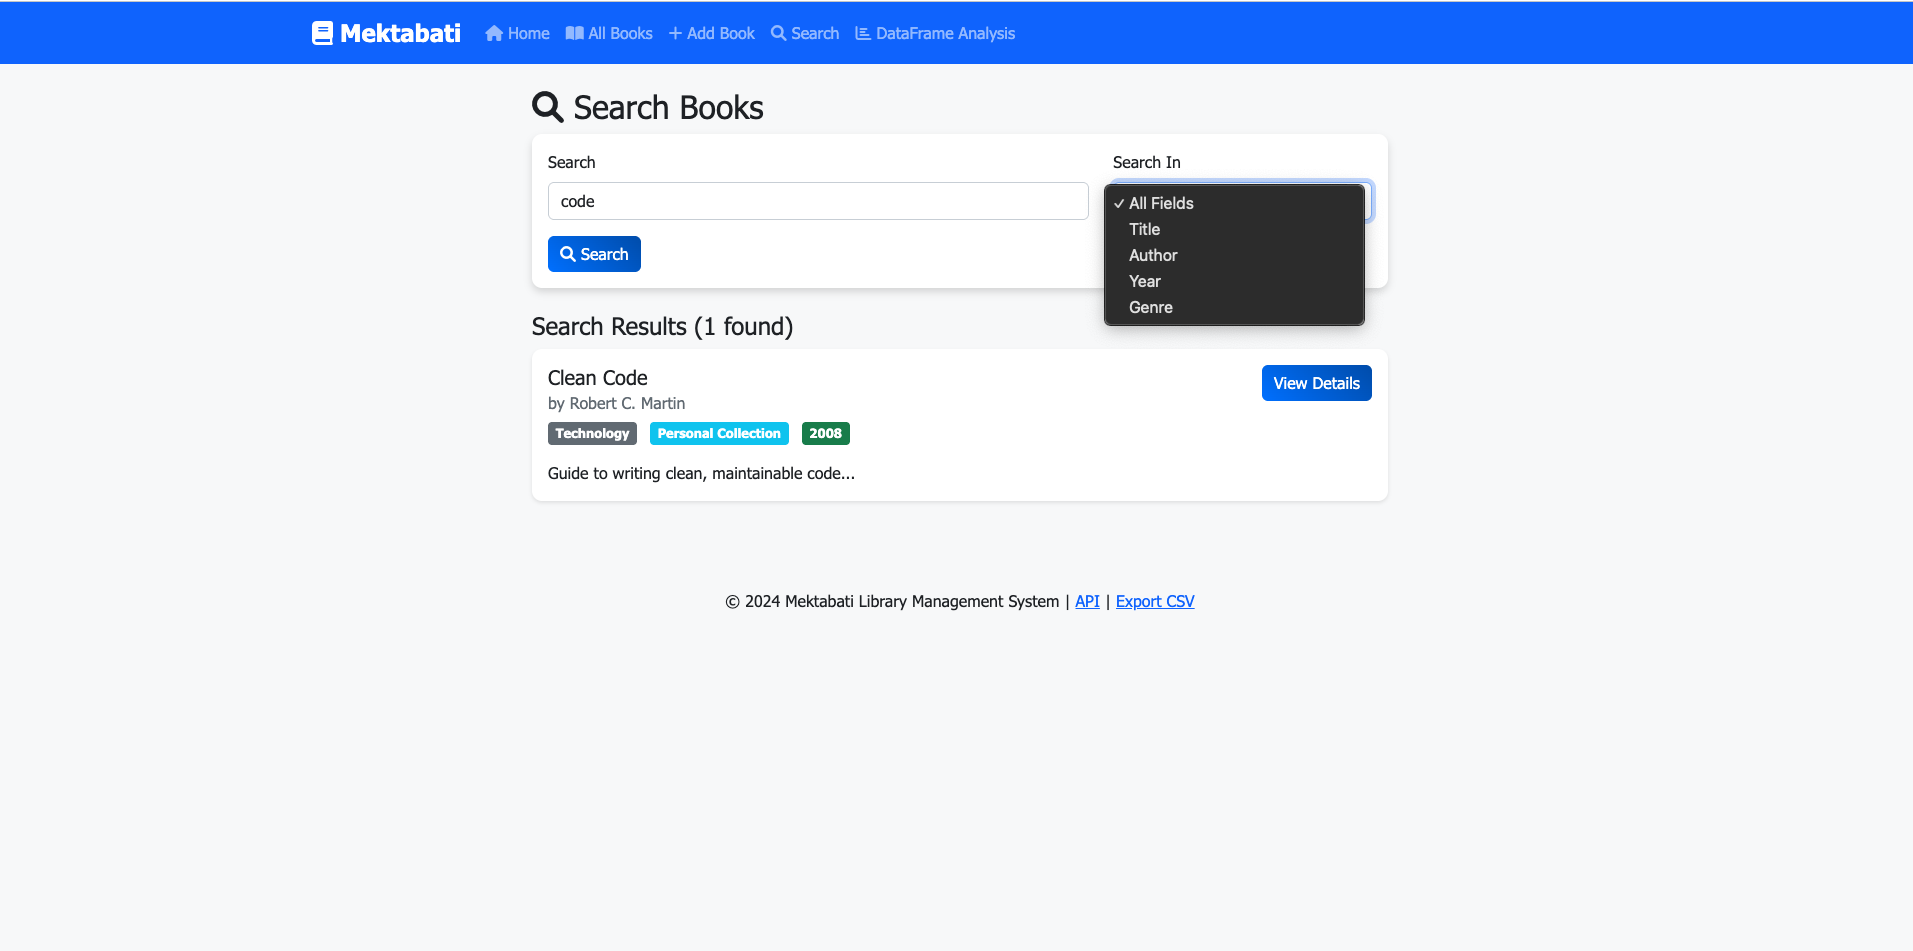 Mektabati Home All Books Add Book Search DataFrame Analysis
Search Books
Search
code
Search
Search In
All Fields
Title
Author
Year
Genre
Search Results (1 found)
Clean Code
View Details
by Robert C. Martin
Technology Personal Collection 2008
Guide to writing clean, maintainable code...
© 2024 Mektabati Library Management System | API | Export CSV